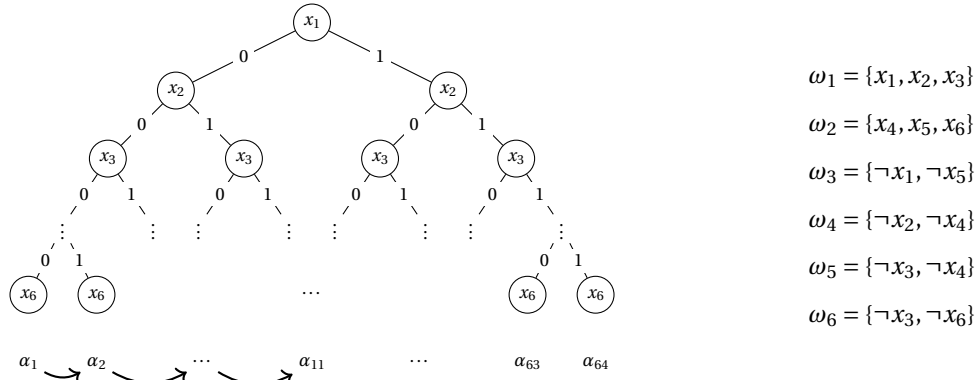 x₁
0 1
x₂ x₂
0 1 0 1
x₃ x₃ x₃ x₃
0 1 0 1 0 1 0 1
⋮ ⋮ ⋮ ⋮ ⋮ ⋮ ⋮ ⋮
0 1 0 1
x₆ x₆ ⋯ x₆ x₆
α₁ α₂ ⋯ α₁₁ ⋯ α₆₃ α₆₄
ω₁ = {x₁, x₂, x₃}
ω₂ = {x₄, x₅, x₆}
ω₃ = {¬x₁, ¬x₅}
ω₄ = {¬x₂, ¬x₄}
ω₅ = {¬x₃, ¬x₄}
ω₆ = {¬x₃, ¬x₆}